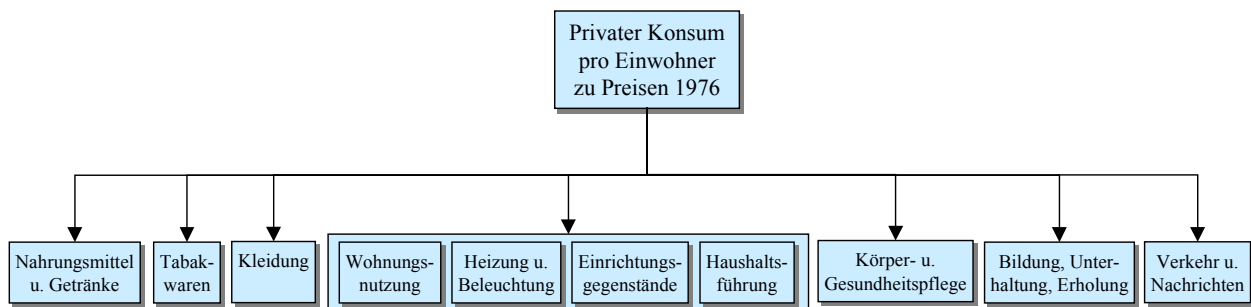 Privater Konsum
pro Einwohner
zu Preisen 1976
Nahrungsmittel
u. Getränke
Tabak-
waren
Kleidung
Wohnungs-
nutzung
Heizung u.
Beleuchtung
Einrichtungs-
gegenstände
Haushalts-
führung
Körper- u.
Gesundheitspflege
Bildung, Unter-
haltung, Erholung
Verkehr u.
Nachrichten